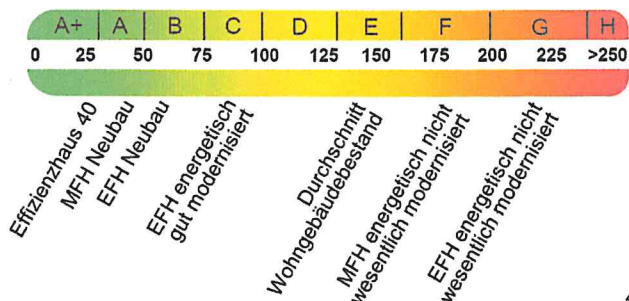 A+ A B C D E F G H
0 25 50 75 100 125 150 175 200 225 >250
Effizienzhaus 40
MFH Neubau
EFH Neubau
EFH energetisch
gut modernisiert
Durchschnitt
Wohngebäudebestand
MFH energetisch nicht
wesentlich modernisiert
EFH energetisch nicht
wesentlich modernisiert